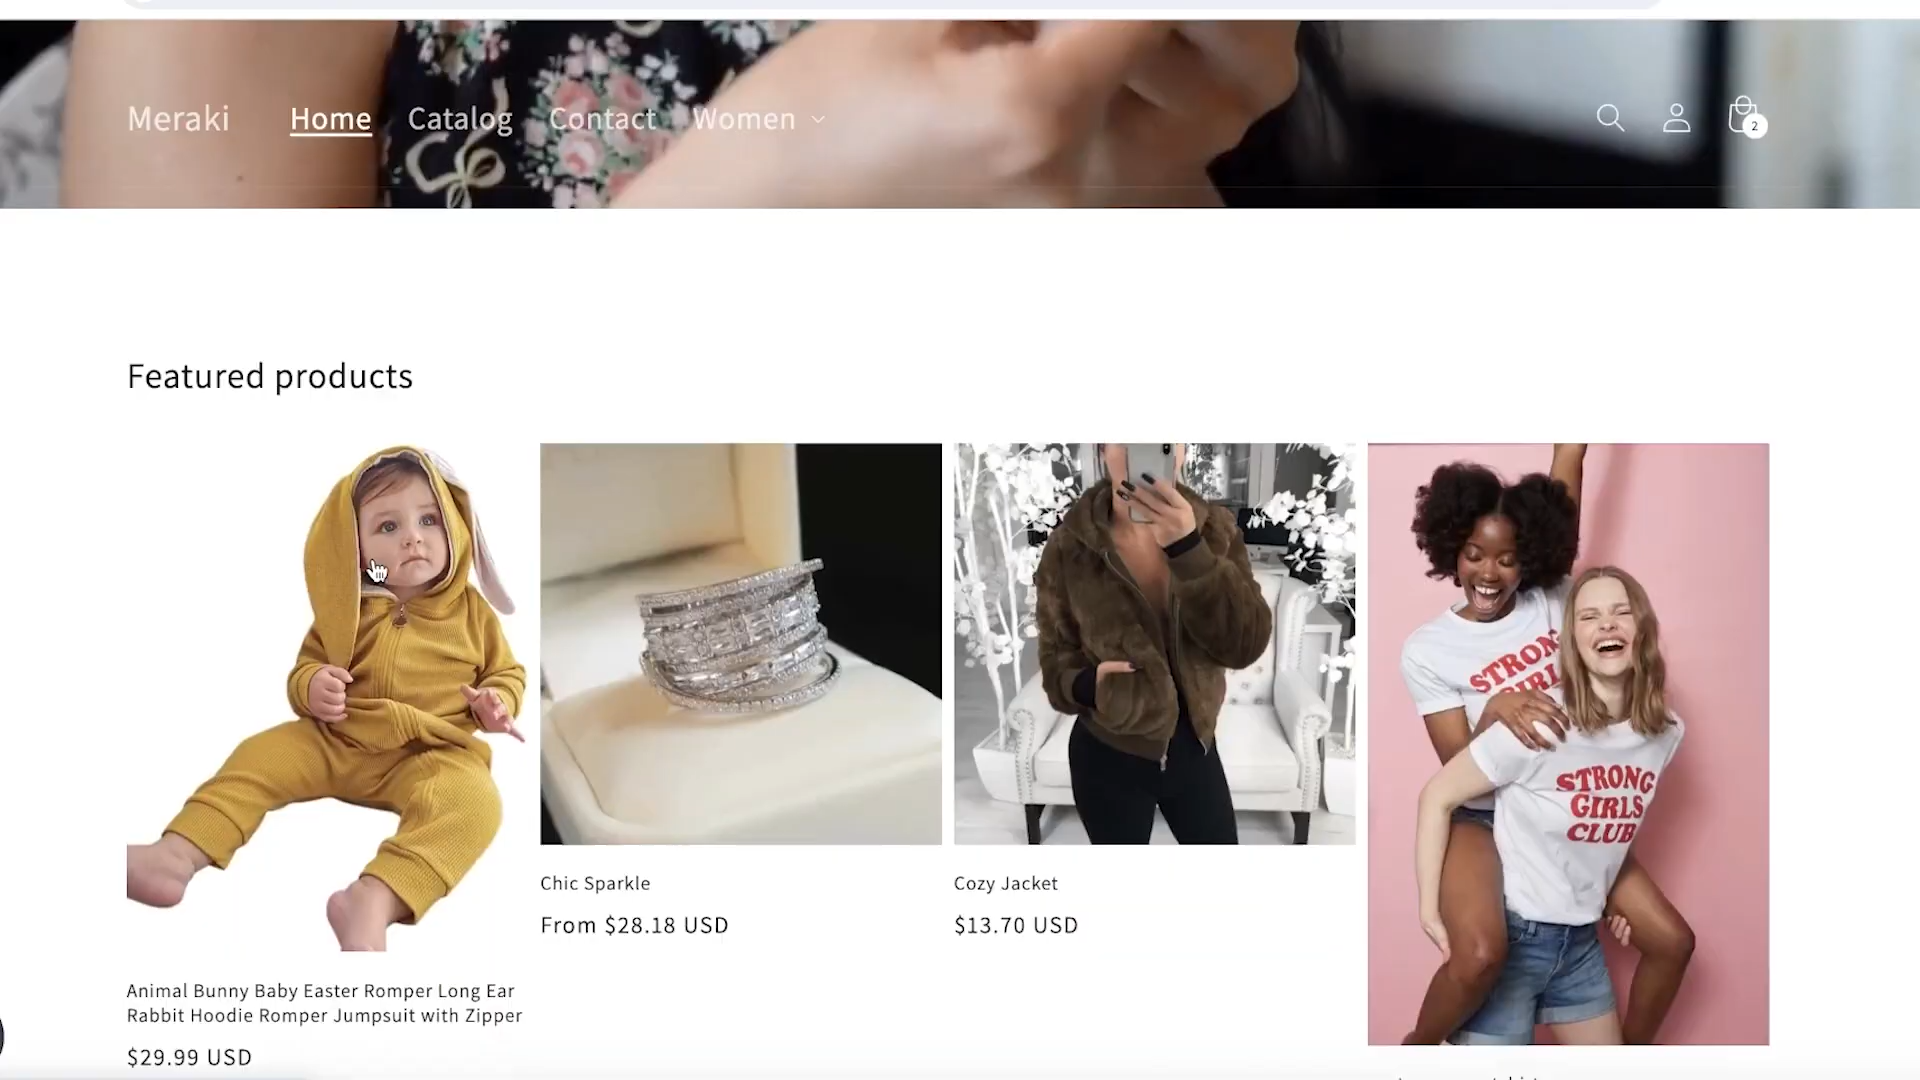 Meraki Home Catalog Contact Women
2
Featured products
STRONG
GIRLS
CLUB
Chic Sparkle
From $28.18 USD
Cozy Jacket
$13.70 USD
Animal Bunny Baby Easter Romper Long Ear
Rabbit Hoodie Romper Jumpsuit with Zipper
$29.99 USD